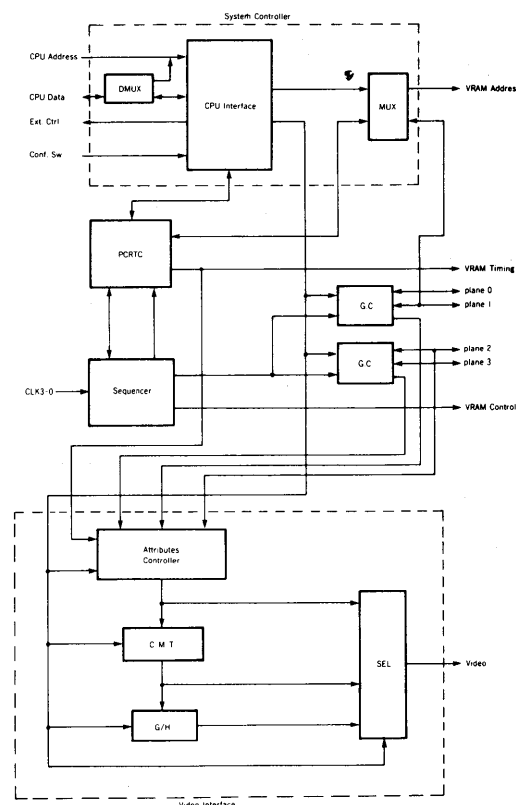 System Controller
CPU Address
DMUX
CPU Data
CPU Interface
MUX
VRAM Addres
Ext. Ctrl
Conf. Sw
PCRTC
VRAM Timing
plane 0
G.C
plane 1
plane 2
G.C
plane 3
CLK3-0
Sequencer
VRAM Control
Attributes
Controller
C M T
SEL
Video
G/H
Video Interface